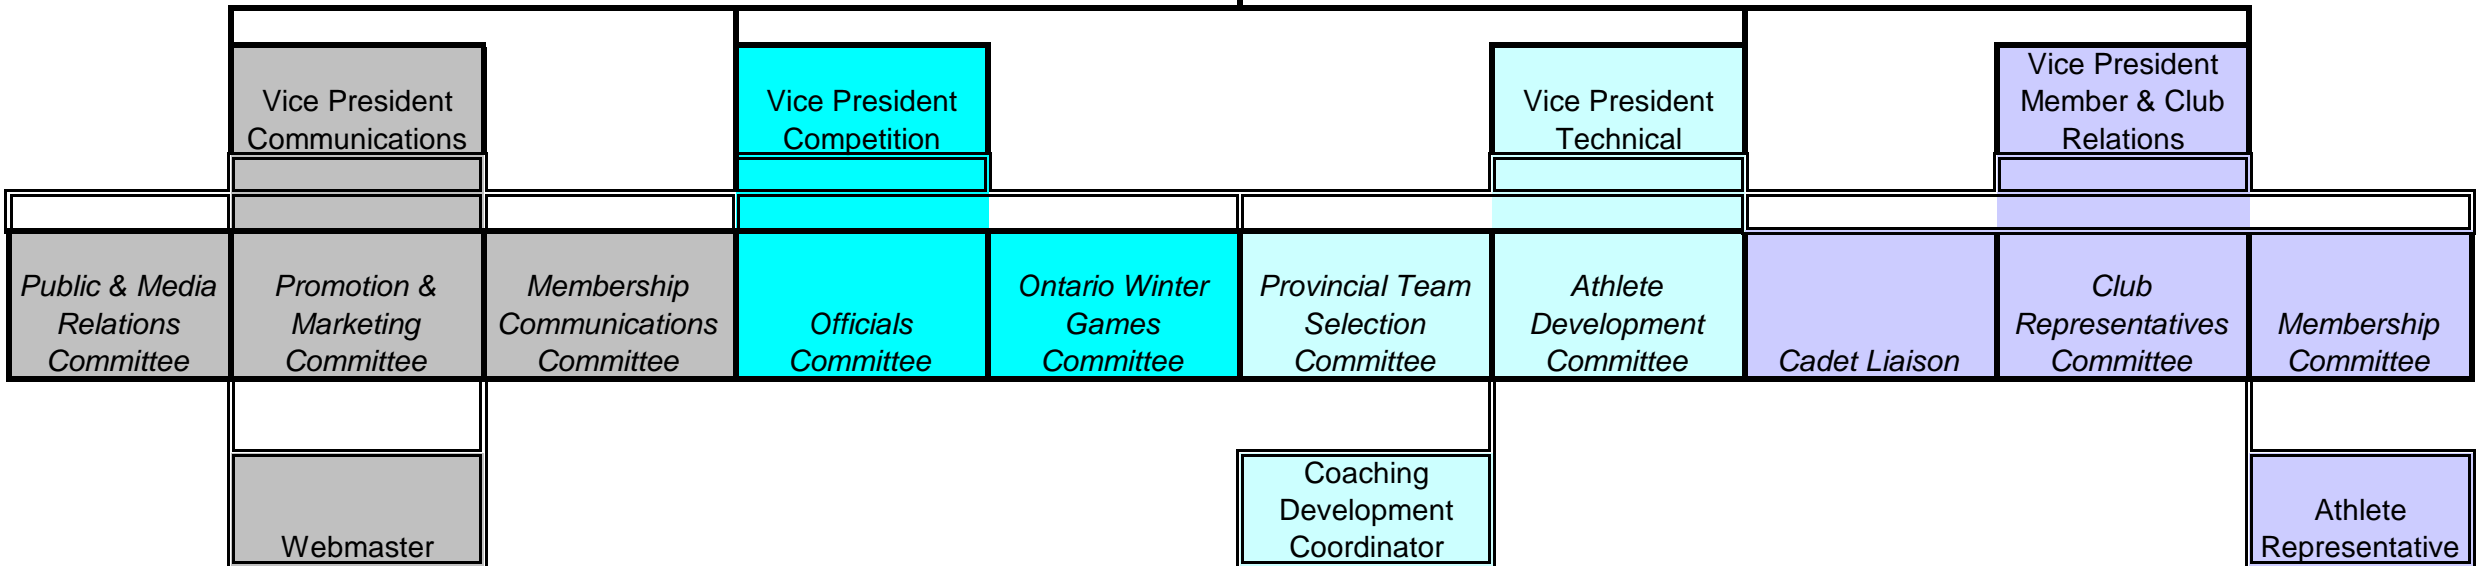 Vice President
Communications
Vice President
Competition
Vice President
Technical
Vice President
Member & Club
Relations
Public & Media
Relations
Committee
Promotion &
Marketing
Committee
Membership
Communications
Committee
Officials
Committee
Ontario Winter
Games
Committee
Provincial Team
Selection
Committee
Athlete
Development
Committee
Cadet Liaison
Club
Representatives
Committee
Membership
Committee
Webmaster
Coaching
Development
Coordinator
Athlete
Representative